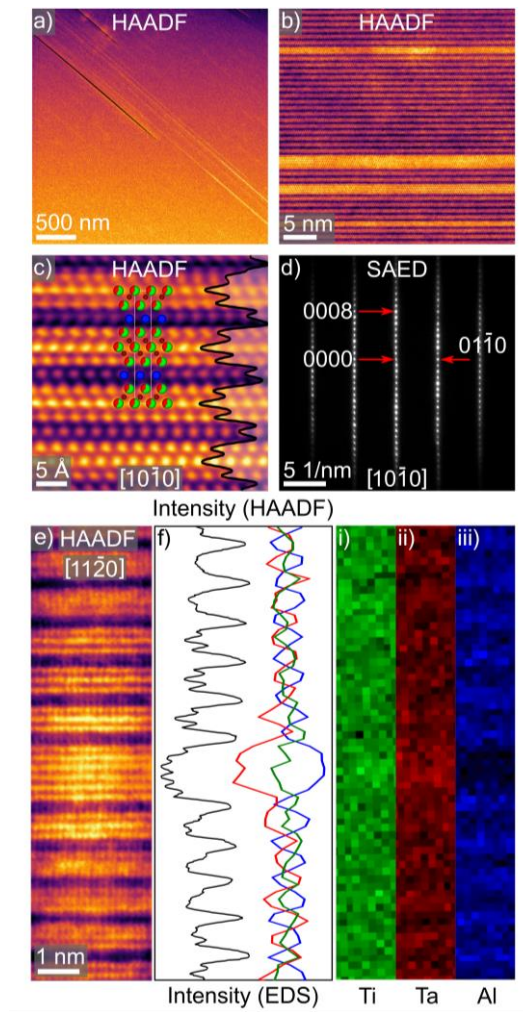 a) HAADF
500 nm
b) HAADF
5 nm
c) HAADF
5 Å
[101̄0]
d) SAED
0008
0000
011̄0
5 1/nm
[101̄0]
Intensity (HAADF)
e) HAADF
[112̄0]
1 nm
f)
i)
ii)
iii)
Intensity (EDS)
Ti
Ta
Al